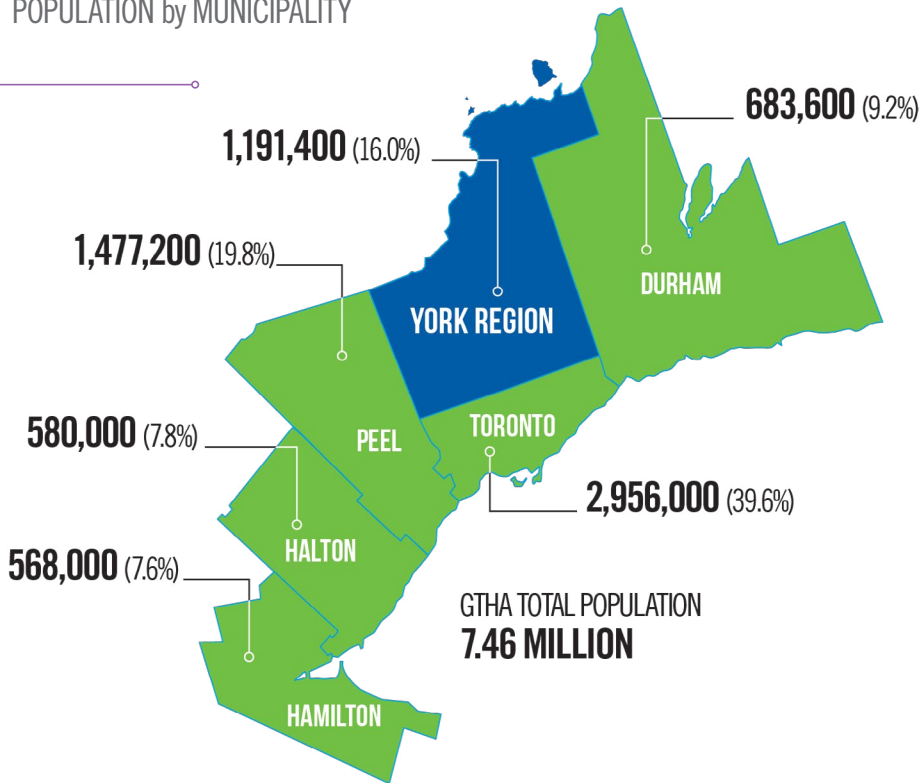 POPULATION by MUNICIPALITY
683,600 (9.2%)
1,191,400 (16.0%)
1,477,200 (19.8%)
DURHAM
YORK REGION
580,000 (7.8%)
PEEL
TORONTO
2,956,000 (39.6%)
HALTON
568,000 (7.6%)
GTHA TOTAL POPULATION
7.46 MILLION
HAMILTON